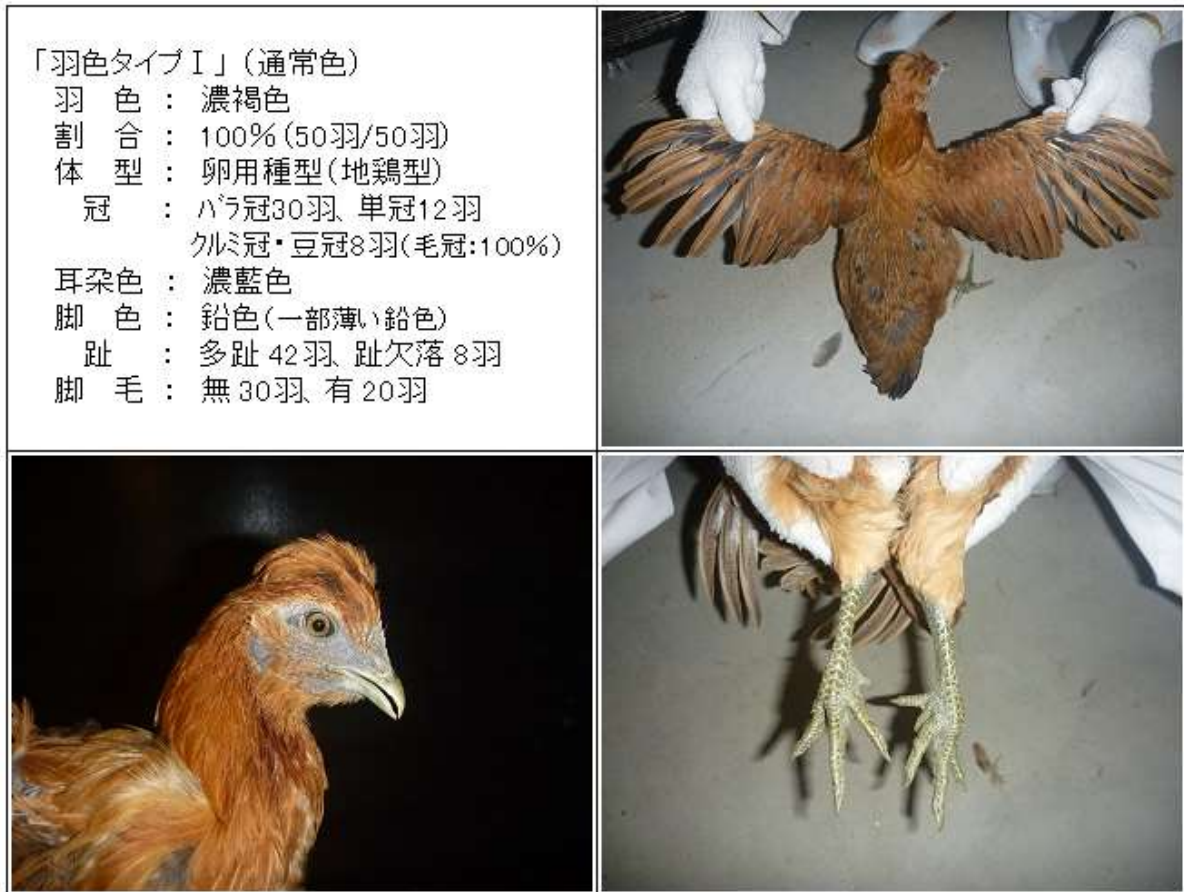 「羽色タイプⅠ」(通常色)
羽 色 : 濃褐色
割 合 : 100%(50羽/50羽)
体 型 : 卵用種型(地鶏型)
冠 : バラ冠30羽、単冠12羽
クルミ冠・豆冠8羽(毛冠:100%)
耳朶色 : 濃藍色
脚 色 : 鉛色(一部薄い鉛色)
趾 : 多趾 42羽、趾欠落 8羽
脚 毛 : 無 30羽、有 20羽